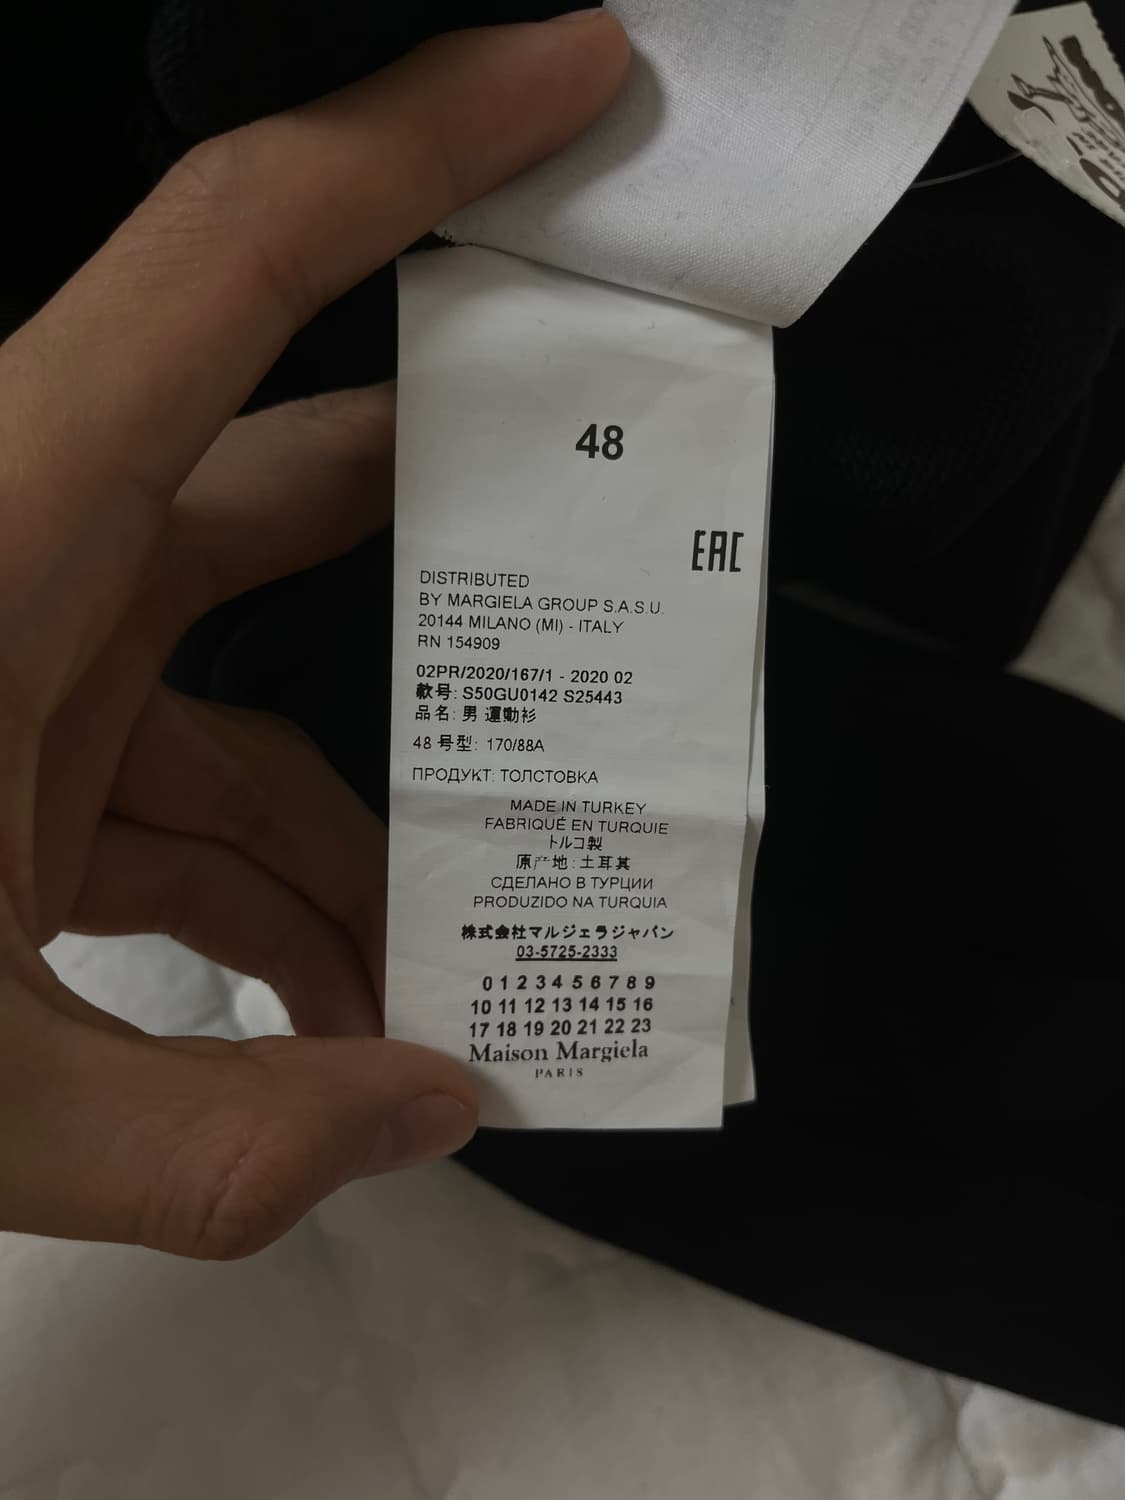 48
EAC
DISTRIBUTED
BY MARGIELA GROUP S.A.S.U.
20144 MILANO (MI) - ITALY
RN 154909
02PR/2020/167/1 - 2020 02
款号: S50GU0142 S25443
品名: 男 運動衫
48 号型: 170/88A
ПРОДУКТ: ТОЛСТОВКА
MADE IN TURKEY
FABRIQUÉ EN TURQUIE
トルコ製
原产地: 土耳其
СДЕЛАНО В ТУРЦИИ
PRODUZIDO NA TURQUIA
株式会社マルジェラジャパン
03-5725-2333
0 1 2 3 4 5 6 7 8 9
10 11 12 13 14 15 16
17 18 19 20 21 22 23
Maison Margiela
PARIS